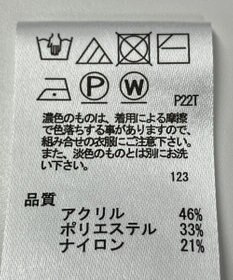 P
W
P22T
濃色のものは、着用による摩擦
で色落ちする事がありますので、
組み合せの衣服にご注意下さい。
また、淡色のものとは別にお洗
い下さい。
123
品質
アクリル 46%
ポリエステル 33%
ナイロン 21%